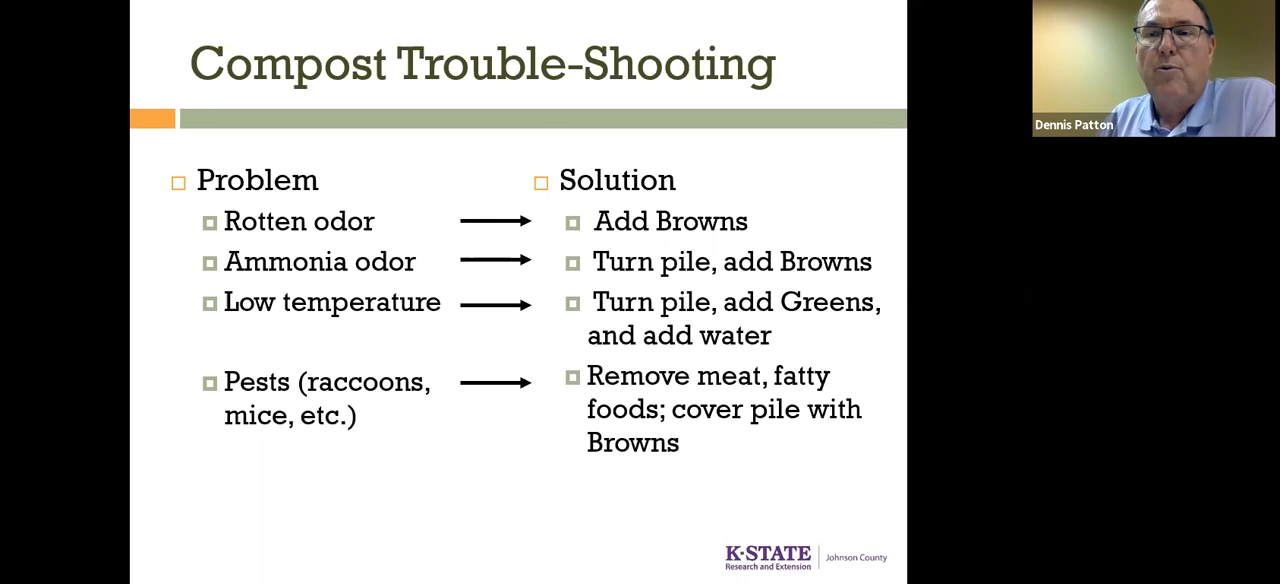 Compost Trouble-Shooting
Dennis Patton
Problem
Rotten odor
Ammonia odor
Low temperature
Pests (raccoons,
mice, etc.)
Solution
Add Browns
Turn pile, add Browns
Turn pile, add Greens,
and add water
Remove meat, fatty
foods; cover pile with
Browns
K-STATE
Research and Extension
Johnson County